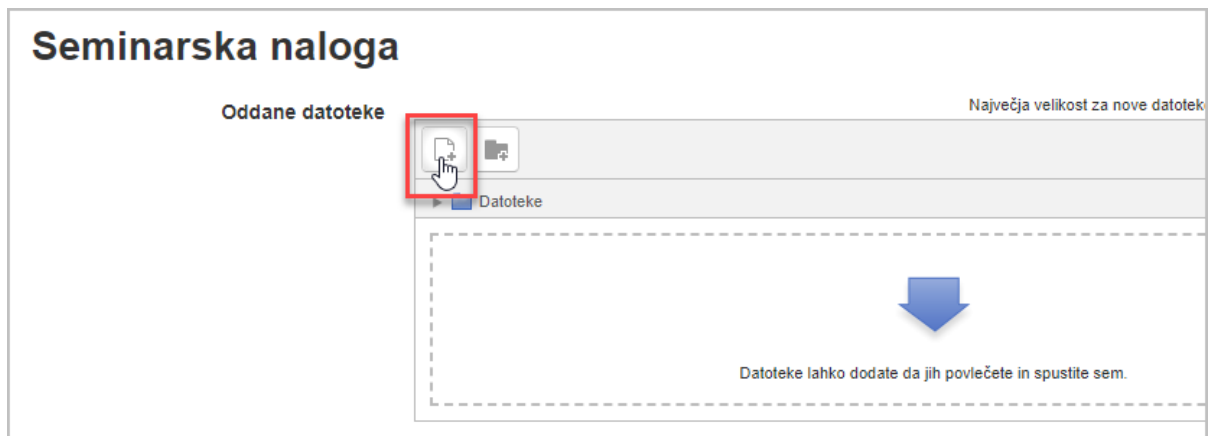 Seminarska naloga
Oddane datoteke
Največja velikost za nove datotek
Datoteke
Datoteke lahko dodate da jih povlečete in spustite sem.